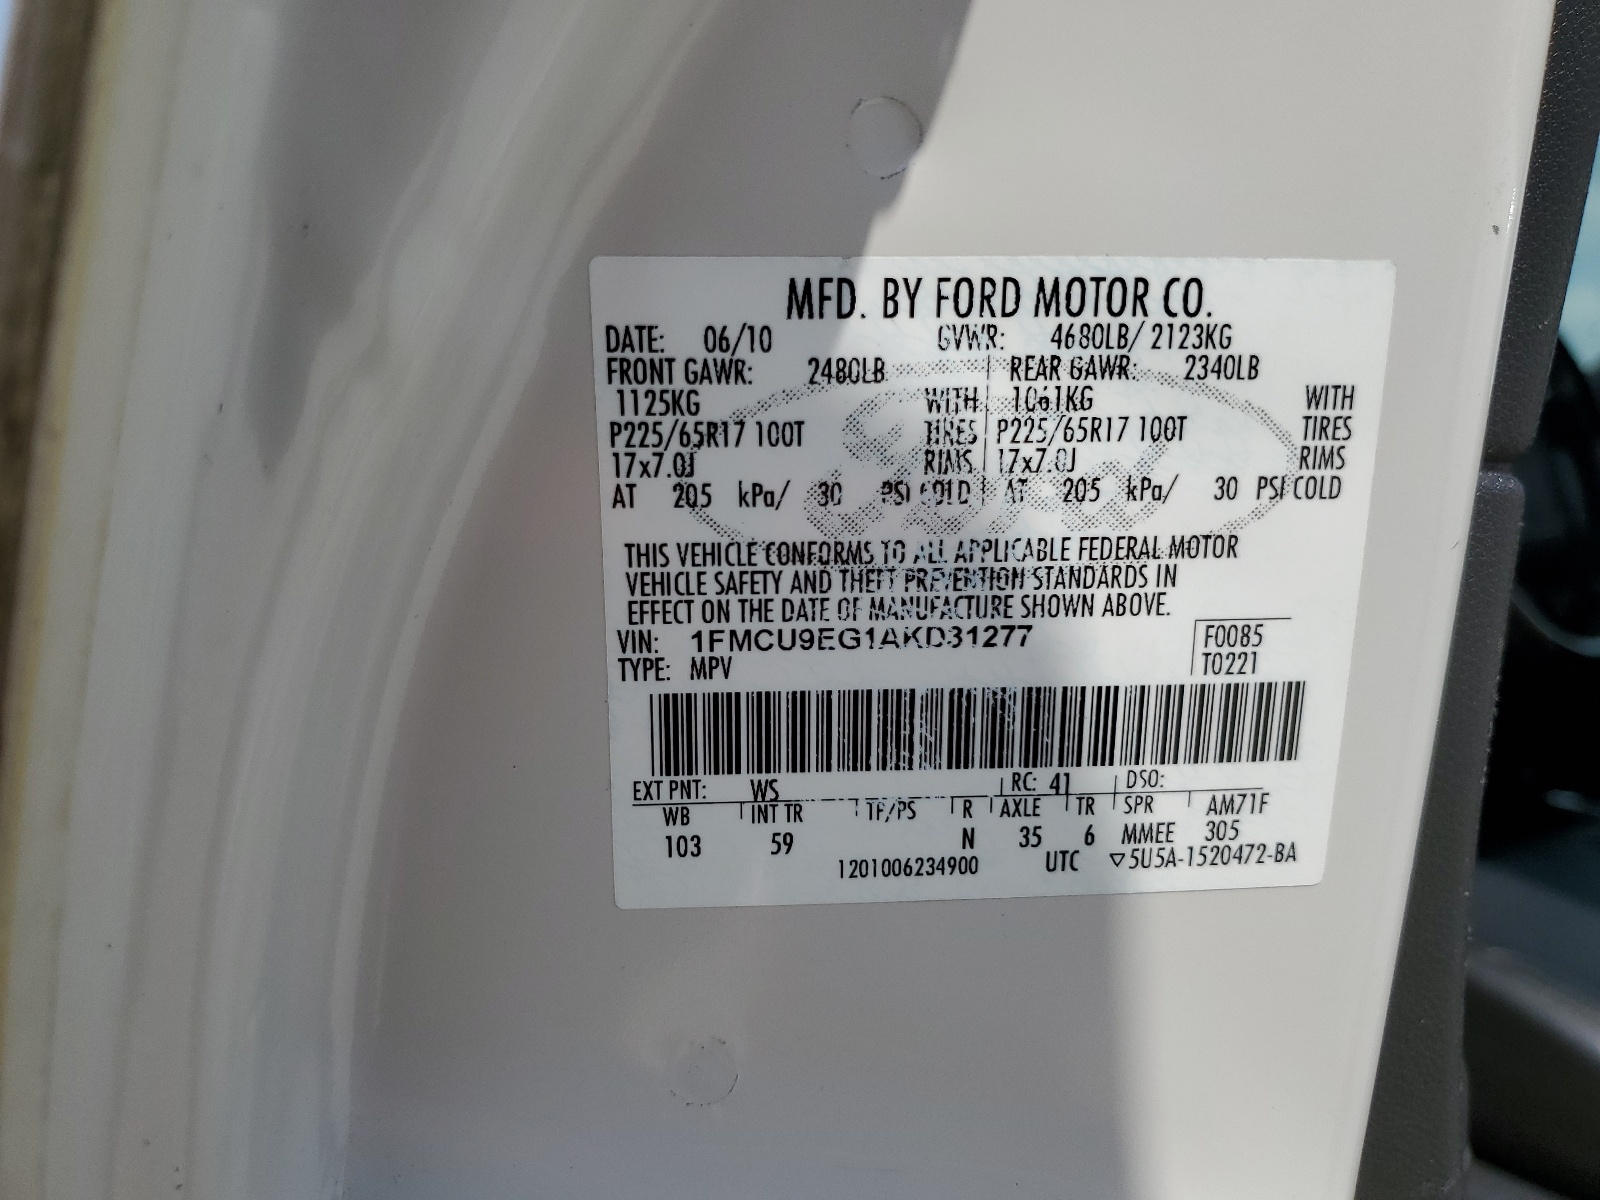 MFD. BY FORD MOTOR CO.
DATE: 06/10 GVWR: 4680LB/ 2123KG
FRONT GAWR: 2480LB REAR GAWR: 2340LB
1125KG WITH 1061KG WITH
P225/65R17 100T TIRES P225/65R17 100T TIRES
17x7.0J RIMS 17x7.0J RIMS
AT 205 kPa/ 30 PSI COLD AT 205 kPa/ 30 PSI COLD
THIS VEHICLE CONFORMS TO ALL APPLICABLE FEDERAL MOTOR
VEHICLE SAFETY AND THEFT PREVENTION STANDARDS IN
EFFECT ON THE DATE OF MANUFACTURE SHOWN ABOVE.
VIN: 1FMCU9EG1AKD31277 F0085
TYPE: MPV T0221
EXT PNT: WS RC: 41 DSO:
WB INT TR TP/PS R AXLE TR SPR AM71F
103 59 N 35 6 MMEE 305
1201006234900 UTC ▽5U5A-1520472-BA